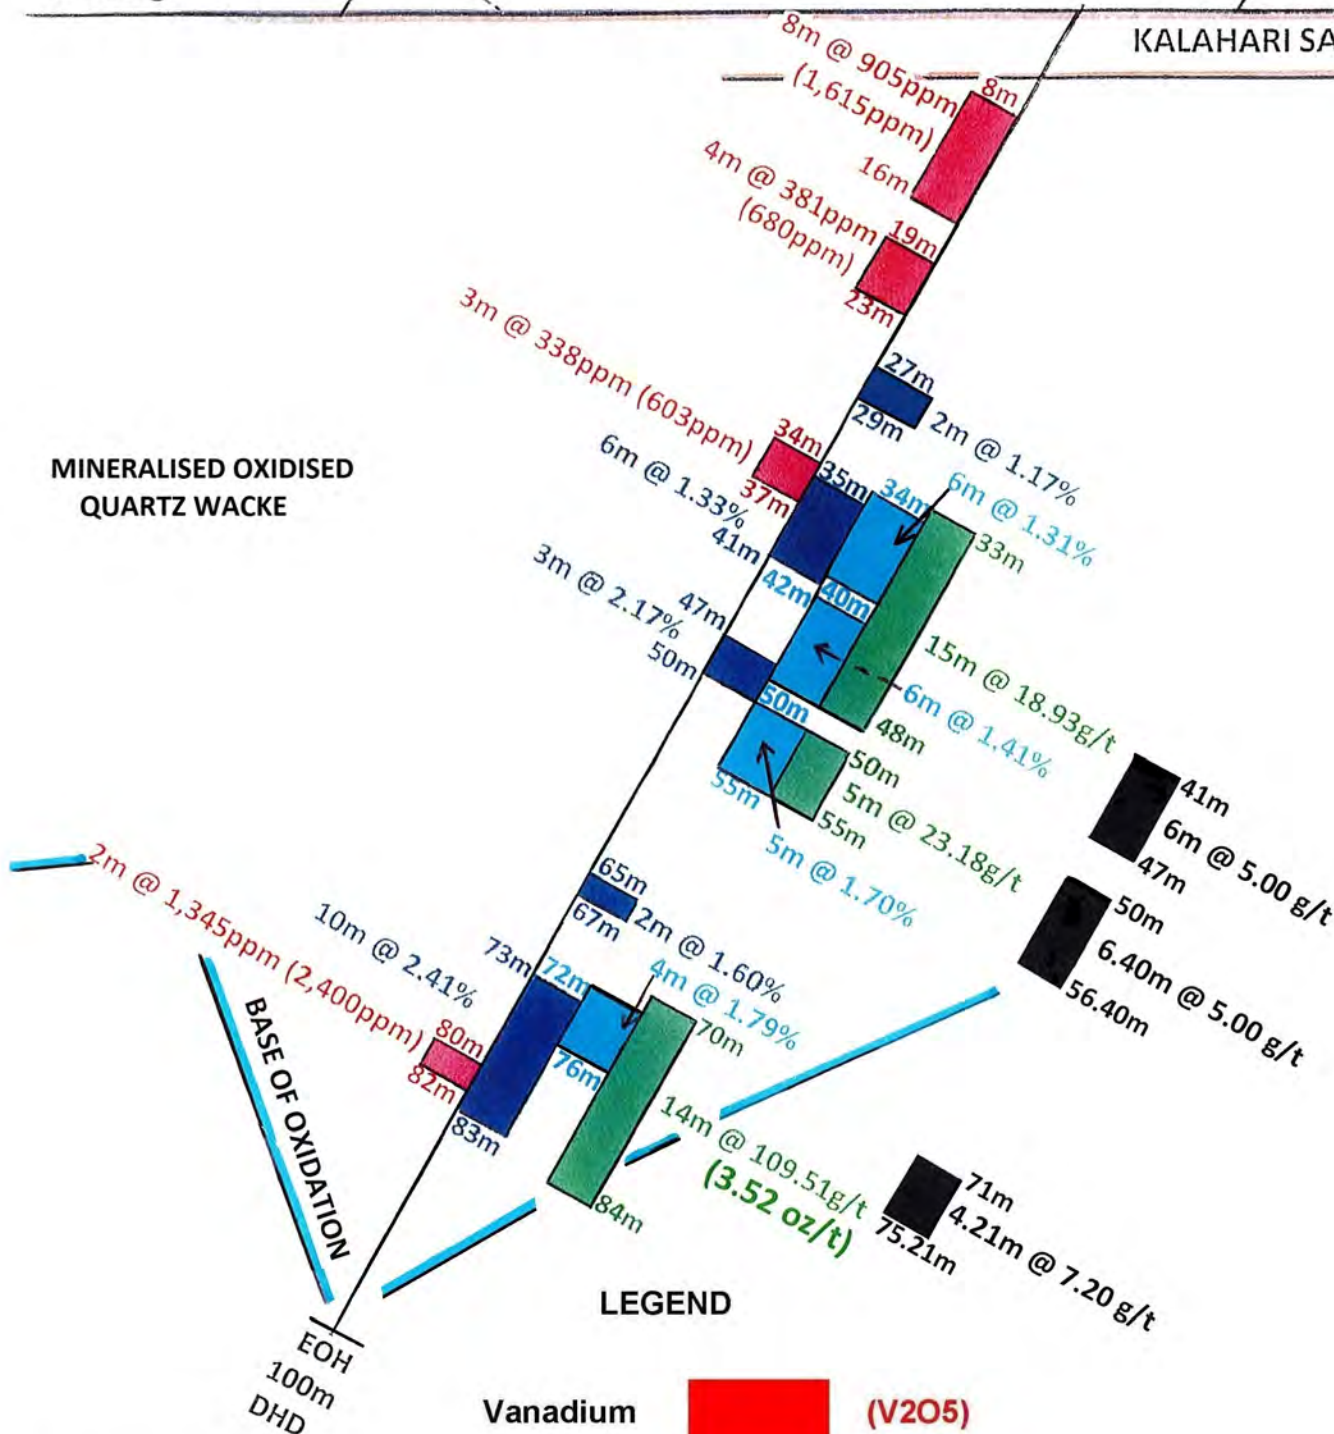 KALAHARI SA
8m @ 905ppm
(1,615ppm)
8m
16m
4m @ 381ppm
(680ppm)
19m
23m
27m
29m
2m @ 1.17%
3m @ 338ppm (603ppm)
34m
37m
MINERALISED OXIDISED
QUARTZ WACKE
6m @ 1.33%
35m
41m
34m
6m @ 1.31%
40m
33m
42m
3m @ 2.17%
47m
50m
15m @ 18.93g/t
48m
6m @ 1.41%
50m
50m
55m
5m @ 23.18g/t
55m
5m @ 1.70%
41m
6m @ 5.00 g/t
47m
50m
6.40m @ 5.00 g/t
56.40m
65m
67m
2m @ 1.60%
2m @ 1,345ppm (2,400ppm)
80m
82m
10m @ 2.41%
73m
83m
72m
4m @ 1.79%
76m
70m
14m @ 109.51g/t
(3.52 oz/t)
84m
71m
4.21m @ 7.20 g/t
75.21m
BASE OF OXIDATION
EOH
100m
DHD
LEGEND
Vanadium (V2O5)